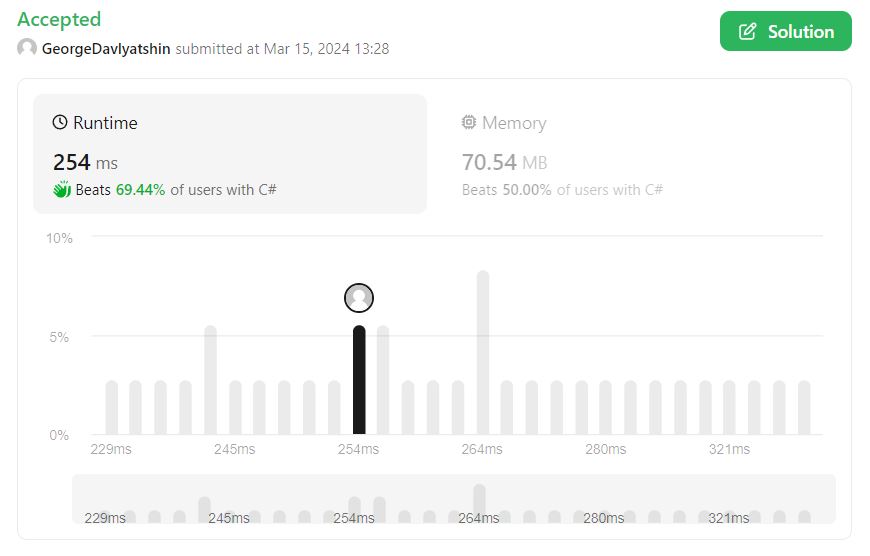 Accepted
GeorgeDavlyatshin submitted at Mar 15, 2024 13:28
Solution
Runtime
254 ms
Beats 69.44% of users with C#
Memory
70.54 MB
Beats 50.00% of users with C#
10%
5%
0%
229ms 245ms 254ms 264ms 280ms 321ms
229ms 245ms 254ms 264ms 280ms 321ms